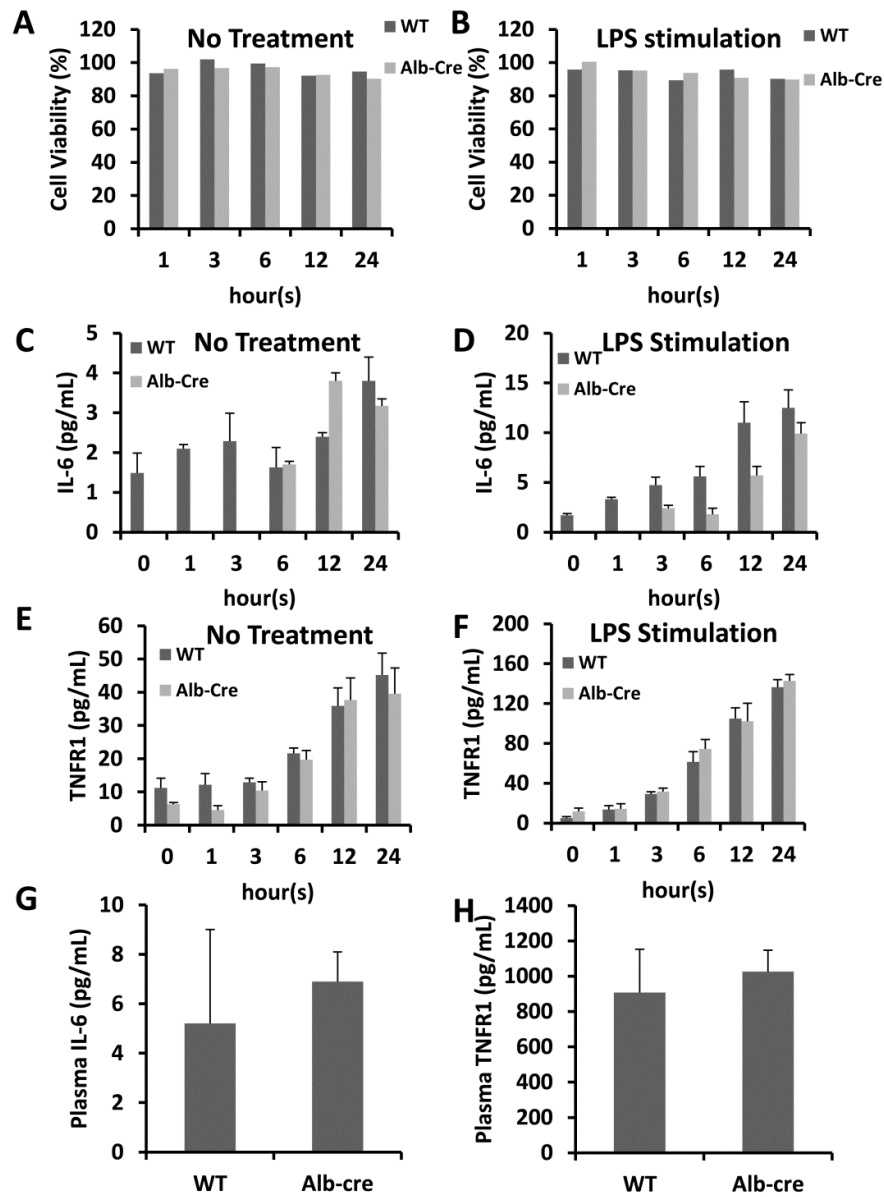 A
No Treatment
WT
Alb-Cre
Cell Viability (%)
120
100
80
60
40
20
0
1 3 6 12 24
hour(s)
B
LPS stimulation
WT
Alb-Cre
Cell Viability (%)
120
100
80
60
40
20
0
1 3 6 12 24
hour(s)
C
No Treatment
WT
Alb-Cre
IL-6 (pg/mL)
5
4
3
2
1
0
0 1 3 6 12 24
hour(s)
D
LPS Stimulation
WT
Alb-Cre
IL-6 (pg/mL)
20
15
10
5
0
0 1 3 6 12 24
hour(s)
E
No Treatment
WT
Alb-Cre
TNFR1 (pg/mL)
60
50
40
30
20
10
0
0 1 3 6 12 24
hour(s)
F
LPS Stimulation
WT
Alb-Cre
TNFR1 (pg/mL)
200
160
120
80
40
0
0 1 3 6 12 24
hour(s)
G
Plasma IL-6 (pg/mL)
10
8
6
4
2
0
WT Alb-cre
H
Plasma TNFR1 (pg/mL)
1400
1200
1000
800
600
400
200
0
WT Alb-cre